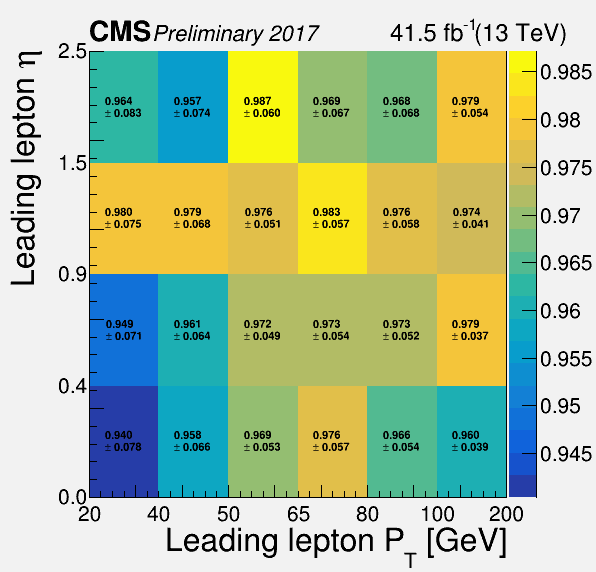 CMS Preliminary 2017 41.5 fb⁻¹(13 TeV)
Leading lepton η
2.5
1.5
0.9
0.4
0.0
0.964 0.957 0.987 0.969 0.968 0.979
± 0.083 ± 0.074 ± 0.060 ± 0.067 ± 0.068 ± 0.054
0.980 0.979 0.976 0.983 0.976 0.974
± 0.075 ± 0.068 ± 0.051 ± 0.057 ± 0.058 ± 0.041
0.949 0.961 0.972 0.973 0.973 0.979
± 0.071 ± 0.064 ± 0.049 ± 0.054 ± 0.052 ± 0.037
0.940 0.958 0.969 0.976 0.966 0.960
± 0.078 ± 0.066 ± 0.053 ± 0.057 ± 0.054 ± 0.039
20 40 50 65 80 100 200
Leading lepton P_T [GeV]
0.985
0.98
0.975
0.97
0.965
0.96
0.955
0.95
0.945